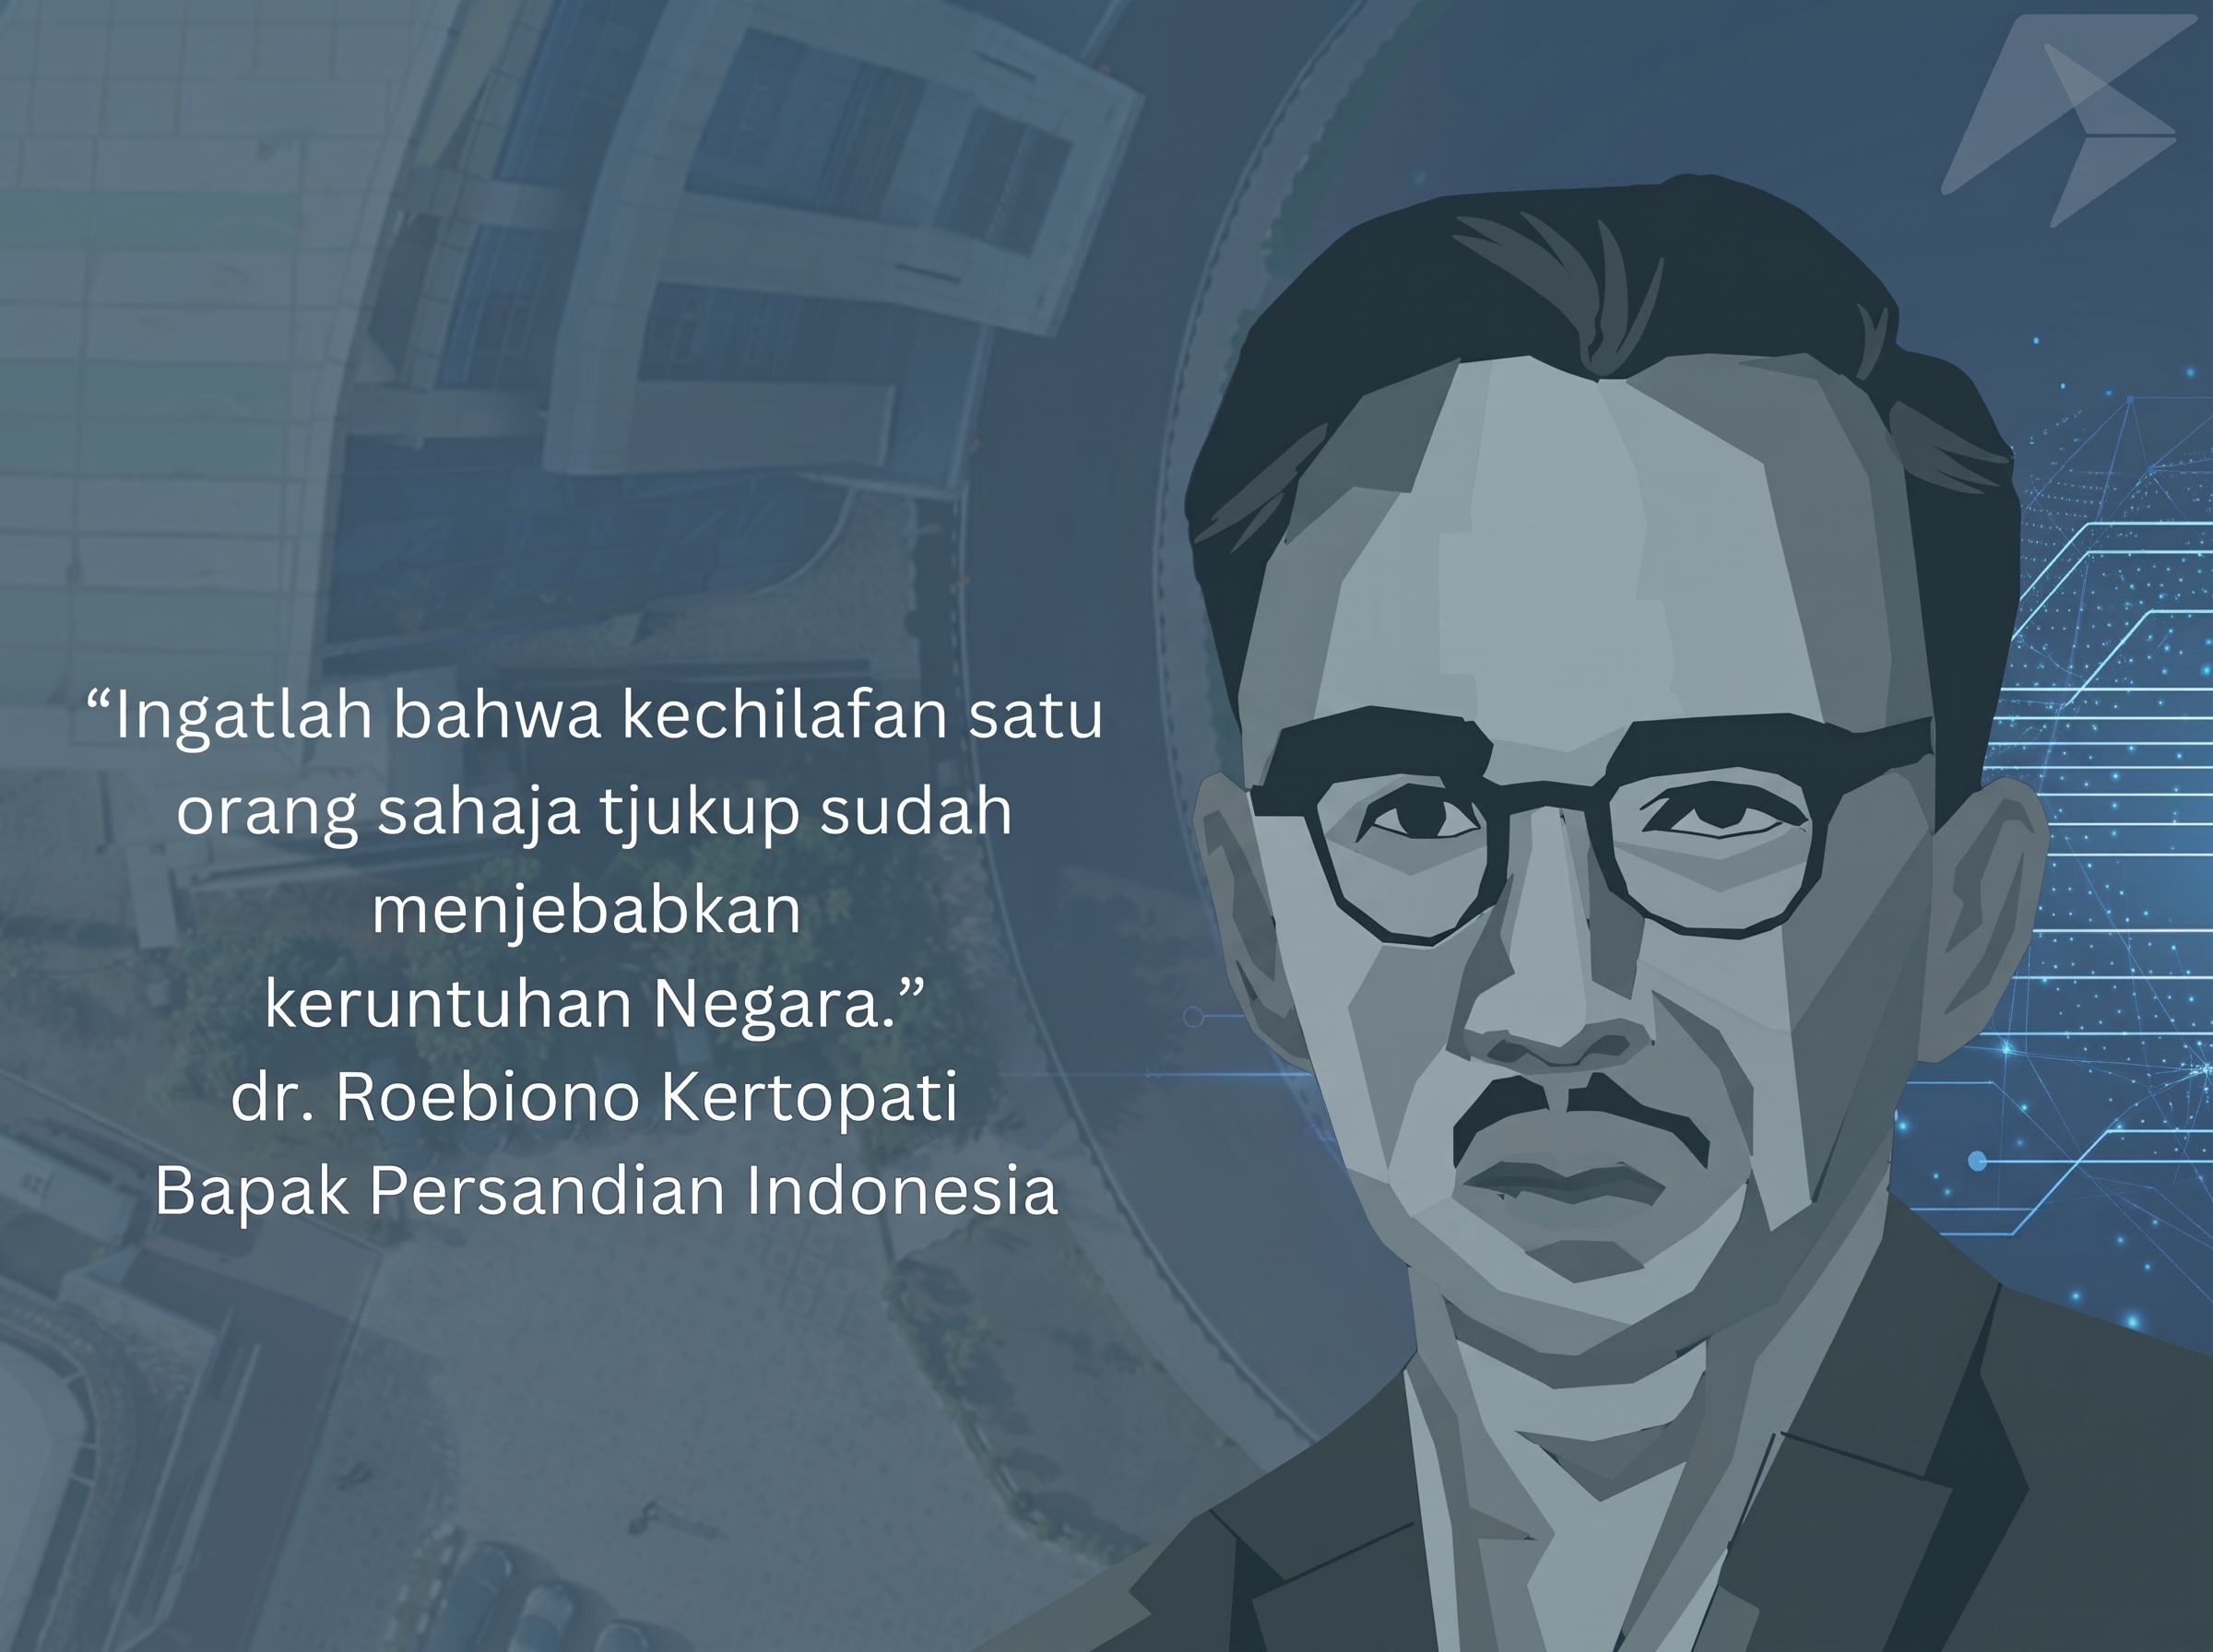 “Ingatlah bahwa kechilafan satu
orang sahaja tjukup sudah
menjebabkan
keruntuhan Negara.”
dr. Roebiono Kertopati
Bapak Persandian Indonesia